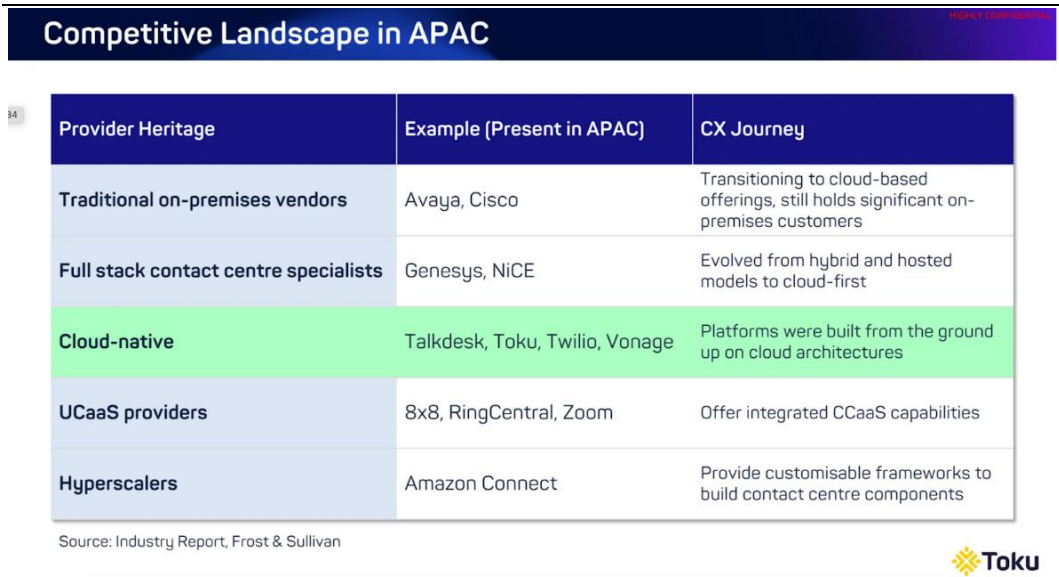 HIGHLY CONFIDENTIAL
Competitive Landscape in APAC
34
Provider Heritage
Example (Present in APAC)
CX Journey
Traditional on-premises vendors
Avaya, Cisco
Transitioning to cloud-based
offerings, still holds significant on-
premises customers
Full stack contact centre specialists
Genesys, NiCE
Evolved from hybrid and hosted
models to cloud-first
Cloud-native
Talkdesk, Toku, Twilio, Vonage
Platforms were built from the ground
up on cloud architectures
UCaaS providers
8x8, RingCentral, Zoom
Offer integrated CCaaS capabilities
Hyperscalers
Amazon Connect
Provide customisable frameworks to
build contact centre components
Source: Industry Report, Frost & Sullivan
Toku